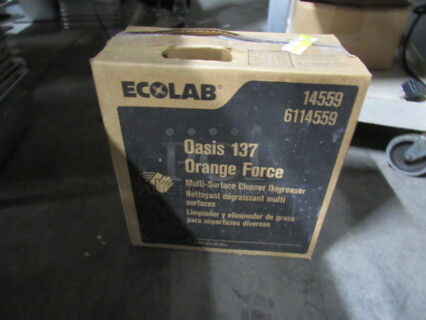 ECOLAB
14559
6114559
Oasis 137
Orange Force
Multi-Surface Cleaner Degreaser
Nettoyant dégraissant multi
surfaces
Limpiador y eliminador de grasa
para superficies diversas